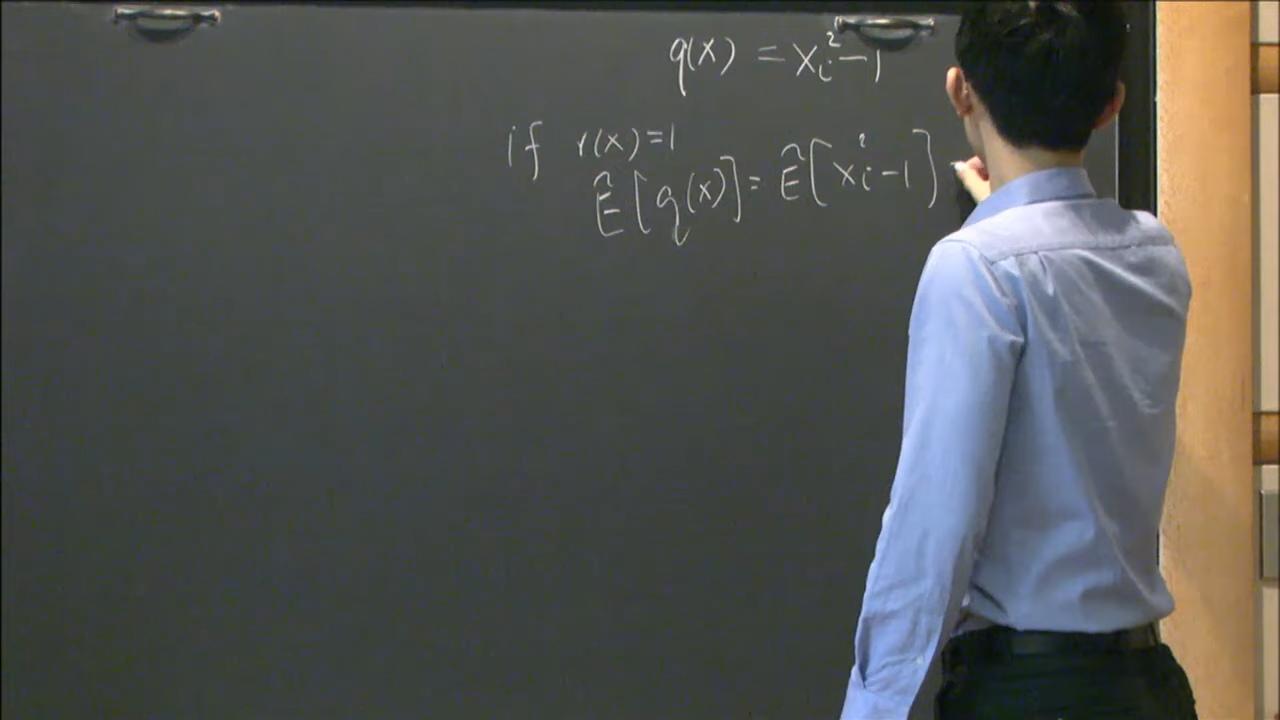 q(x) = x_i^2 - 1
if r(x)=1
Ẽ[q(x)] = Ẽ[x_i^2 - 1]